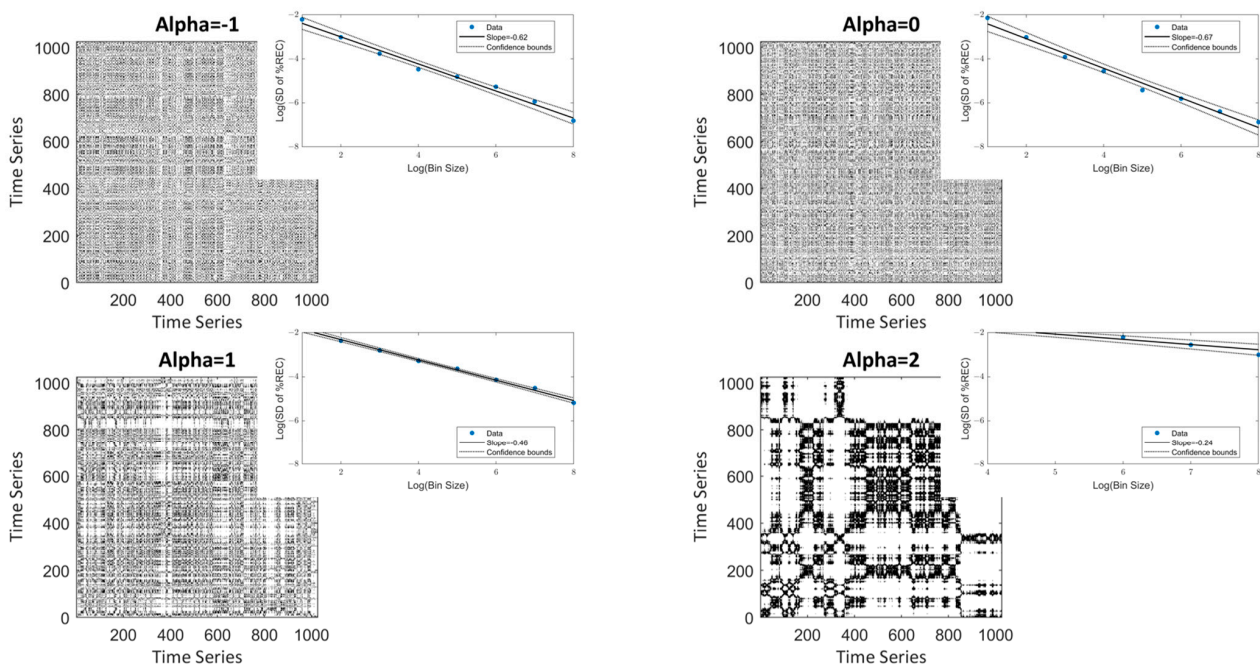 Alpha=-1
Time Series
1000
800
600
400
200
0
200 400 600 800 1000
Time Series
Log(SD of %REC)
-2
-4
-6
-8
2 4 6 8
Log(Bin Size)
Data
Slope=-0.62
Confidence bounds
Alpha=0
Time Series
1000
800
600
400
200
0
200 400 600 800 1000
Time Series
Log(SD of %REC)
-2
-4
-6
-8
2 4 6 8
Log(Bin Size)
Data
Slope=-0.67
Confidence bounds
Alpha=1
Time Series
1000
800
600
400
200
0
200 400 600 800 1000
Time Series
Log(SD of %REC)
-2
-4
-6
-8
2 4 6 8
Log(Bin Size)
Data
Slope=-0.46
Confidence bounds
Alpha=2
Time Series
1000
800
600
400
200
0
200 400 600 800 1000
Time Series
Log(SD of %REC)
-2
-4
-6
-8
4 5 6 7 8
Log(Bin Size)
Data
Slope=-0.24
Confidence bounds